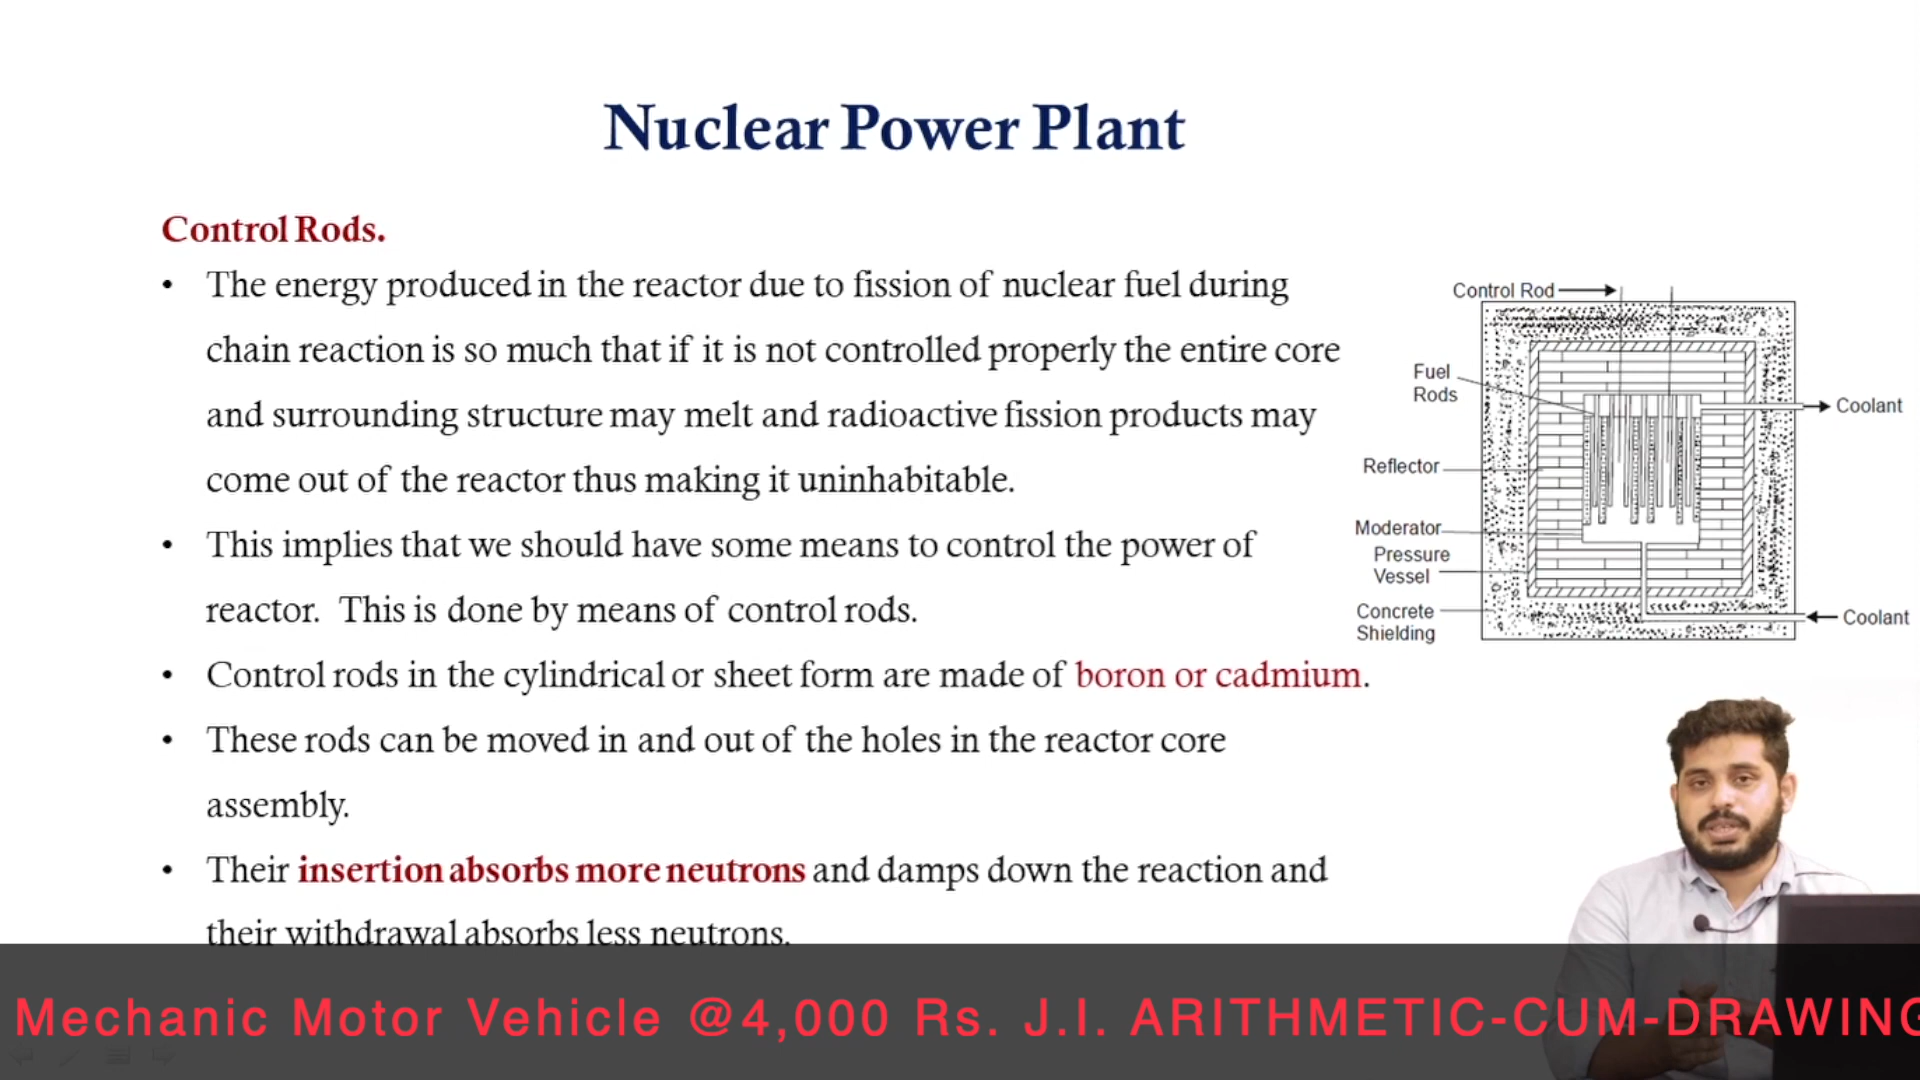 Nuclear Power Plant
Control Rods.
• The energy produced in the reactor due to fission of nuclear fuel during
chain reaction is so much that if it is not controlled properly the entire core
and surrounding structure may melt and radioactive fission products may
come out of the reactor thus making it uninhabitable.
• This implies that we should have some means to control the power of
reactor. This is done by means of control rods.
• Control rods in the cylindrical or sheet form are made of boron or cadmium.
• These rods can be moved in and out of the holes in the reactor core
assembly.
• Their insertion absorbs more neutrons and damps down the reaction and
their withdrawal absorbs less neutrons.
Control Rod
Fuel
Rods
Coolant
Reflector
Moderator
Pressure
Vessel
Concrete
Shielding
Coolant
Mechanic Motor Vehicle @4,000 Rs. J.I. ARITHMETIC-CUM-DRAWING